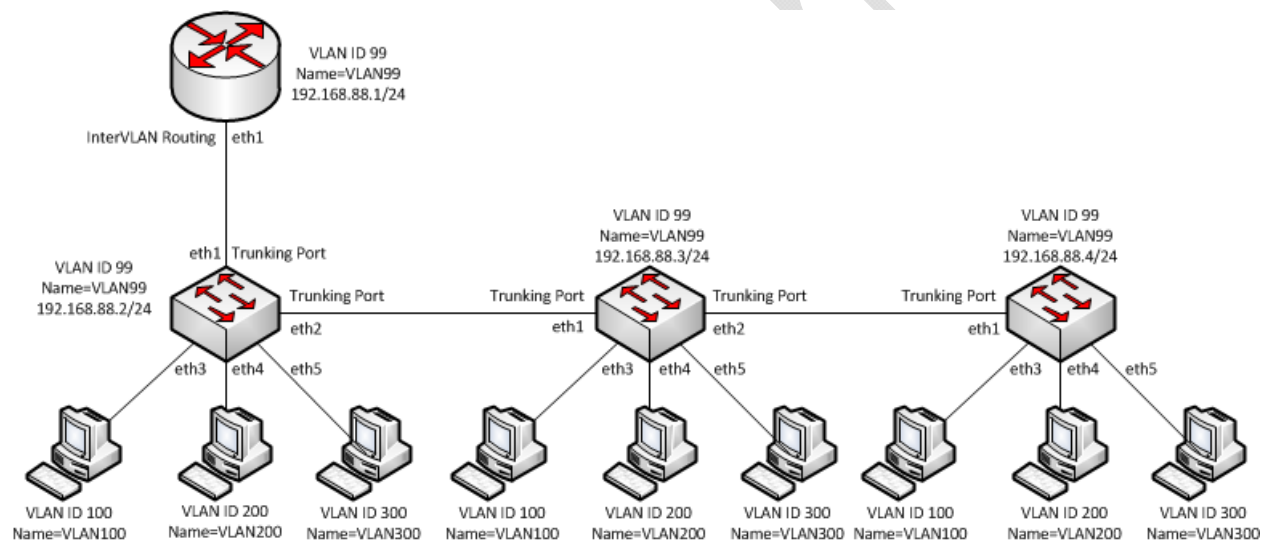 VLAN ID 99
Name=VLAN99
192.168.88.1/24
InterVLAN Routing
eth1
eth1
Trunking Port
VLAN ID 99
Name=VLAN99
192.168.88.2/24
Trunking Port
eth2
eth3
eth4
eth5
VLAN ID 99
Name=VLAN99
192.168.88.3/24
Trunking Port
eth1
Trunking Port
eth2
eth3
eth4
eth5
VLAN ID 99
Name=VLAN99
192.168.88.4/24
Trunking Port
eth1
eth3
eth4
eth5
VLAN ID 100
Name=VLAN100
VLAN ID 200
Name=VLAN200
VLAN ID 300
Name=VLAN300
VLAN ID 100
Name=VLAN100
VLAN ID 200
Name=VLAN200
VLAN ID 300
Name=VLAN300
VLAN ID 100
Name=VLAN100
VLAN ID 200
Name=VLAN200
VLAN ID 300
Name=VLAN300